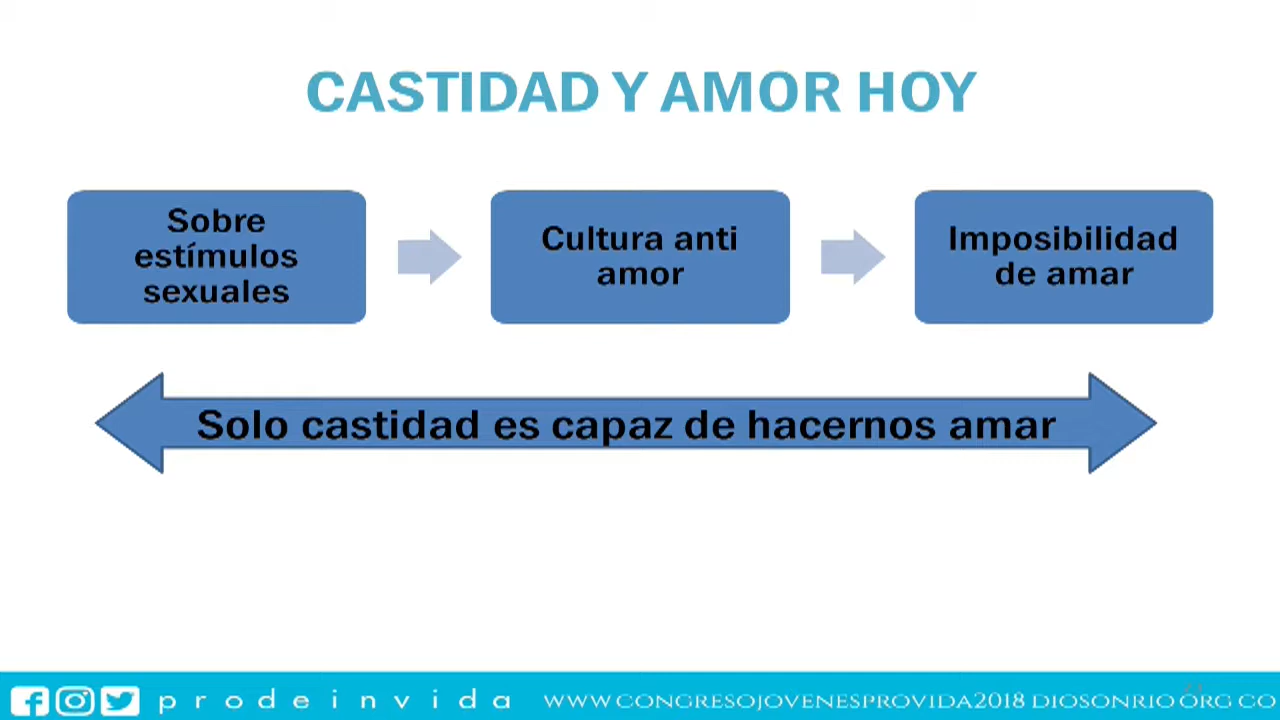 CASTIDAD Y AMOR HOY
Sobre
estímulos
sexuales
Cultura anti
amor
Imposibilidad
de amar
Solo castidad es capaz de hacernos amar
prodeinvida WWW.CONGRESOJOVENESPROVIDA2018 DIOSONRIO ORG CO